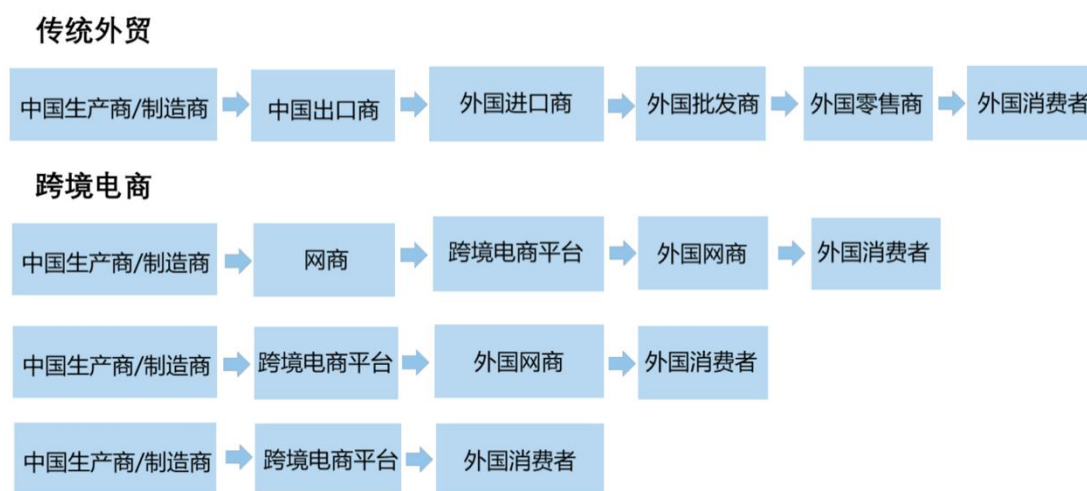 传统外贸
中国生产商/制造商 中国出口商 外国进口商 外国批发商 外国零售商 外国消费者
跨境电商
中国生产商/制造商 网商 跨境电商平台 外国网商 外国消费者
中国生产商/制造商 跨境电商平台 外国网商 外国消费者
中国生产商/制造商 跨境电商平台 外国消费者